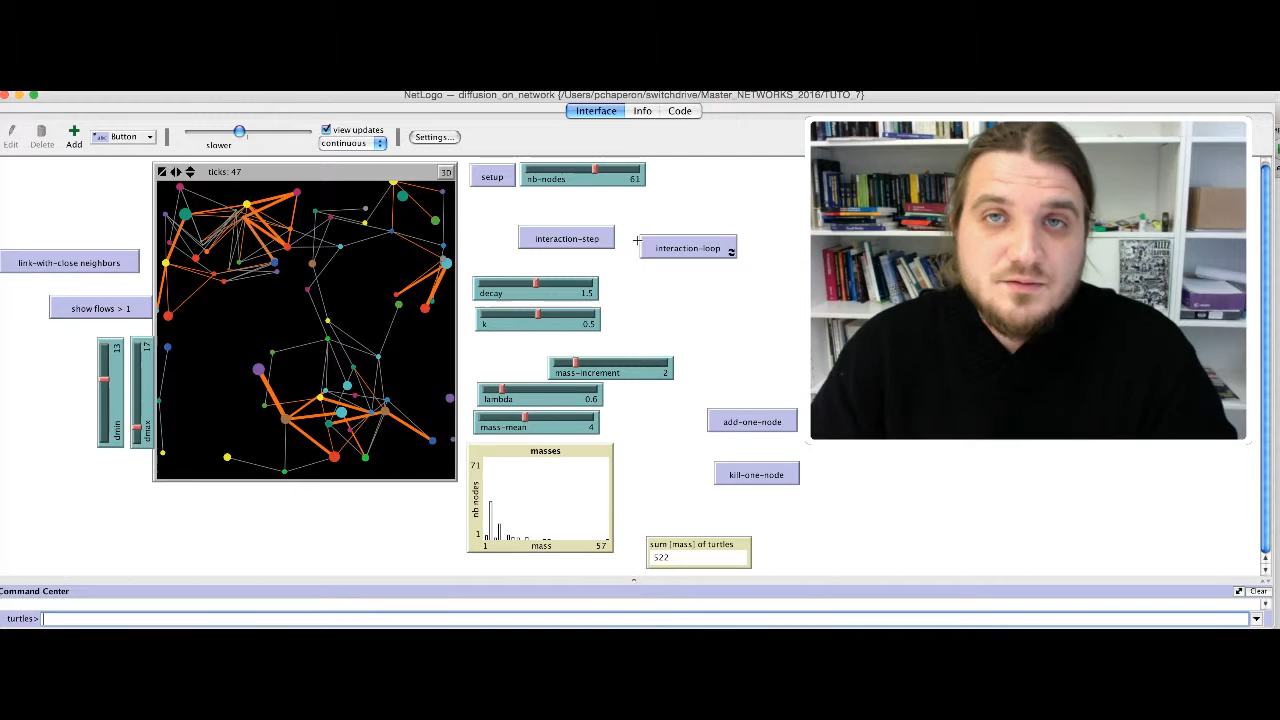 NetLogo — diffusion_on_network {/Users/pchaperon/switchdrive/Master_NETWORKS_2016/TUTO_7}
Interface Info Code
Edit Delete Add Button slower view updates continuous Settings...
ticks: 47 3D
setup
nb-nodes 61
interaction-step
interaction-loop
link-with-close neighbors
show flows > 1
decay 1.5
k 0.5
dmin 13
dmax 17
mass-increment 2
lambda 0.6
mass-mean 4
add-one-node
kill-one-node
masses
71
nb nodes
1
1 mass 57
sum [mass] of turtles
522
Command Center Clear
turtles>